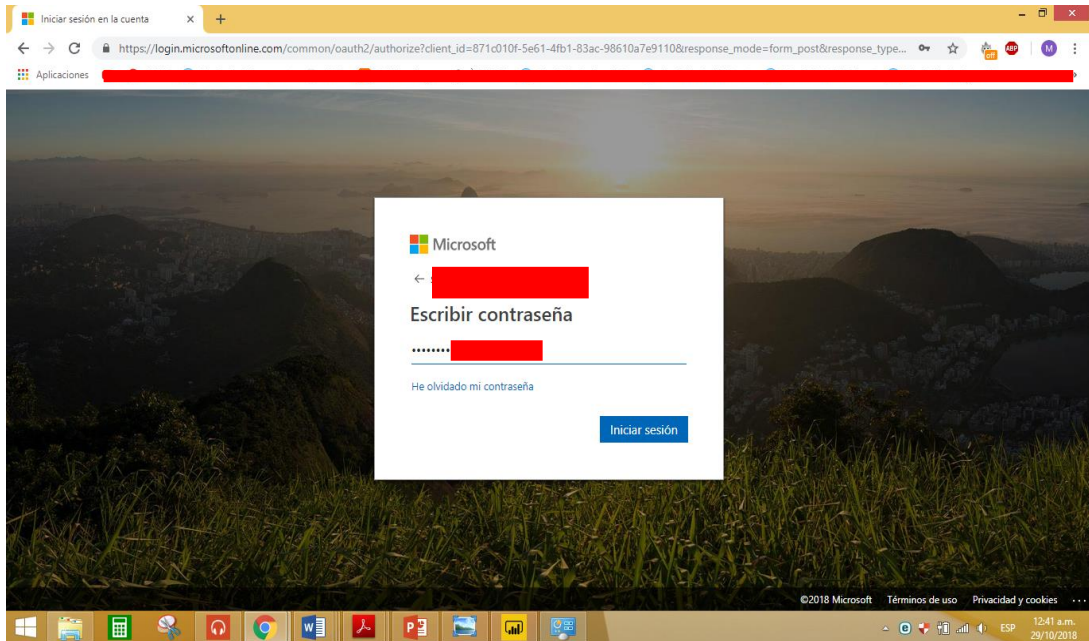 Iniciar sesión en la cuenta
https://login.microsoftonline.com/common/oauth2/authorize?client_id=871c010f-5e61-4fb1-83ac-98610a7e9110&response_mode=form_post&response_type...
off
ABP
M
Aplicaciones
Microsoft
Escribir contraseña
He olvidado mi contraseña
Iniciar sesión
©2018 Microsoft Términos de uso Privacidad y cookies ...
ESP
12:41 a.m.
29/10/2018